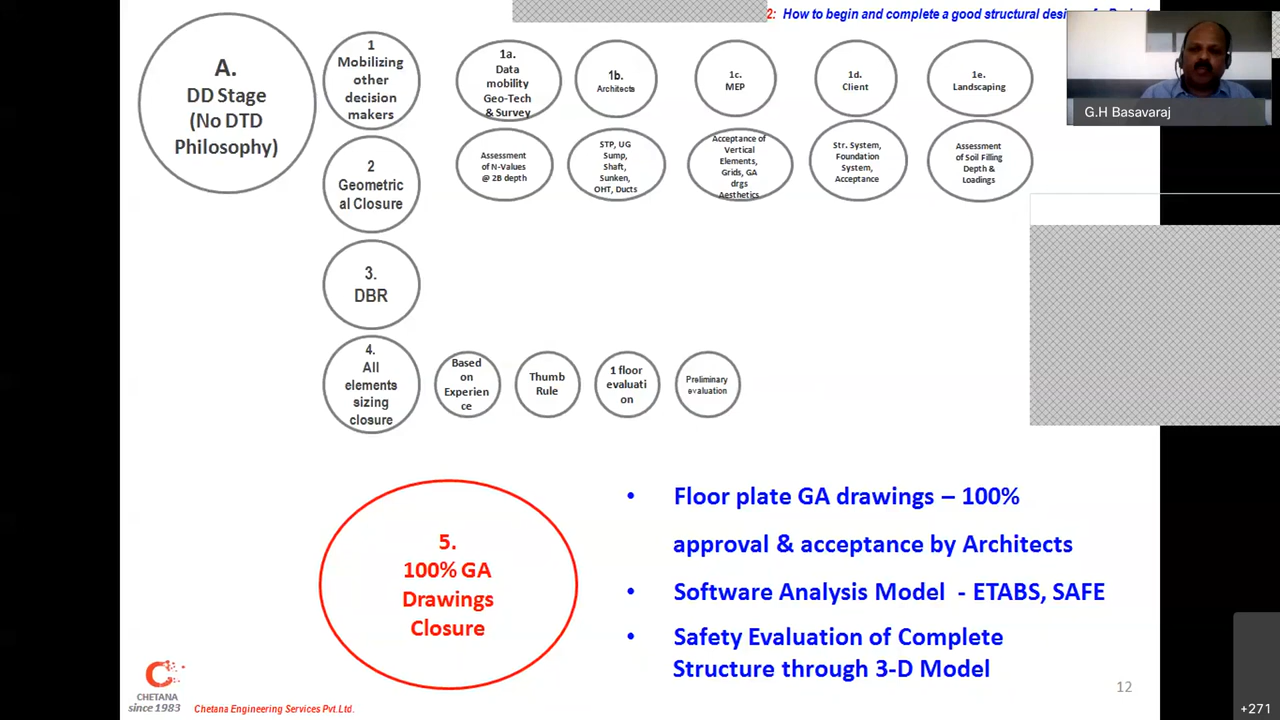 2: How to begin and complete a good structural
G.H Basavaraj
A.
DD Stage
(No DTD
Philosophy)
1
Mobilizing
other
decision
makers
1a.
Data
mobility
Geo-Tech
& Survey
1b.
Architects
1c.
MEP
1d.
Client
1e.
Landscaping
2
Geometric
al Closure
Assessment
of N-Values
@ 2B depth
STP, UG
Sump,
Shaft,
Sunken,
OHT, Ducts
Acceptance of
Vertical
Elements,
Grids, GA
drgs
Aesthetics
Str. System,
Foundation
System,
Acceptance
Assessment
of Soil Filling
Depth &
Loadings
3.
DBR
4.
All
elements
sizing
closure
Based
on
Experien
ce
Thumb
Rule
1 floor
evaluati
on
Preliminary
evaluation
5.
100% GA
Drawings
Closure
• Floor plate GA drawings – 100%
approval & acceptance by Architects
• Software Analysis Model - ETABS, SAFE
• Safety Evaluation of Complete
Structure through 3-D Model
CHETANA
since 1983
Chetana Engineering Services Pvt.Ltd.
12
+271